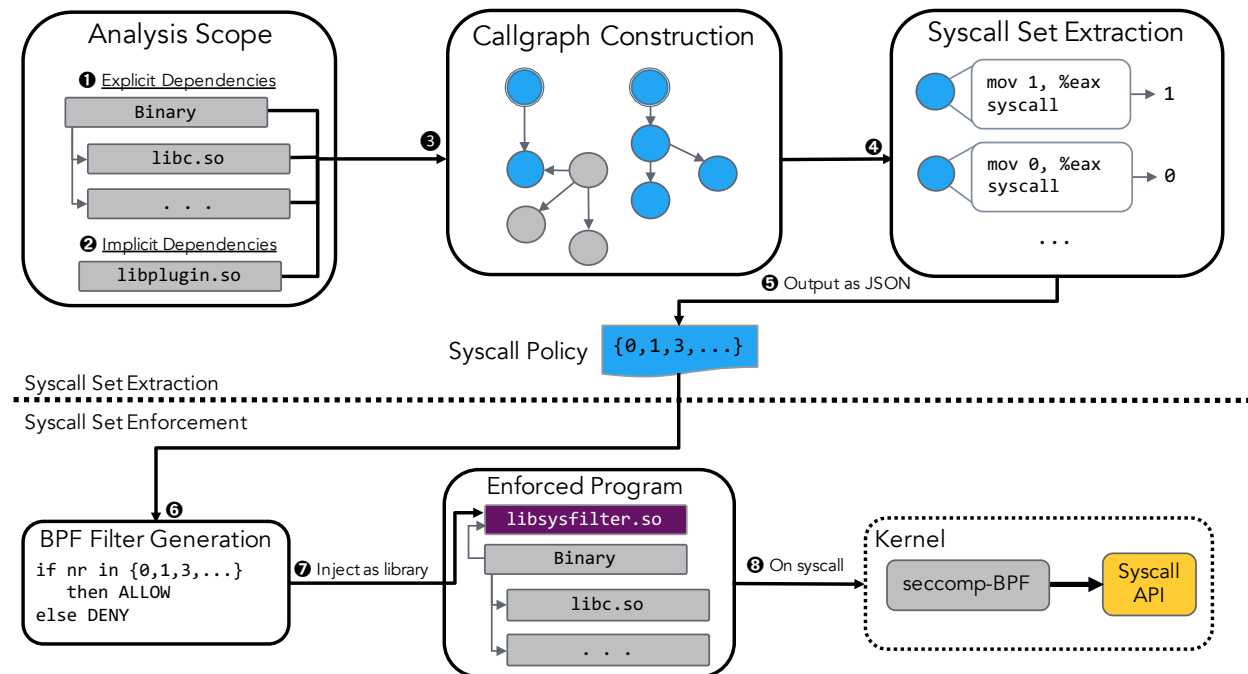 Analysis Scope
❶ Explicit Dependencies
Binary
libc.so
. . .
❷ Implicit Dependencies
libplugin.so
❸
Callgraph Construction
❹
Syscall Set Extraction
mov 1, %eax
syscall
1
mov 0, %eax
syscall
0
...
❺ Output as JSON
Syscall Policy
{0,1,3,...}
Syscall Set Extraction
Syscall Set Enforcement
❻
BPF Filter Generation
if nr in {0,1,3,...}
then ALLOW
else DENY
❼ Inject as library
Enforced Program
libsysfilter.so
Binary
libc.so
. . .
❽ On syscall
Kernel
seccomp-BPF
Syscall
API